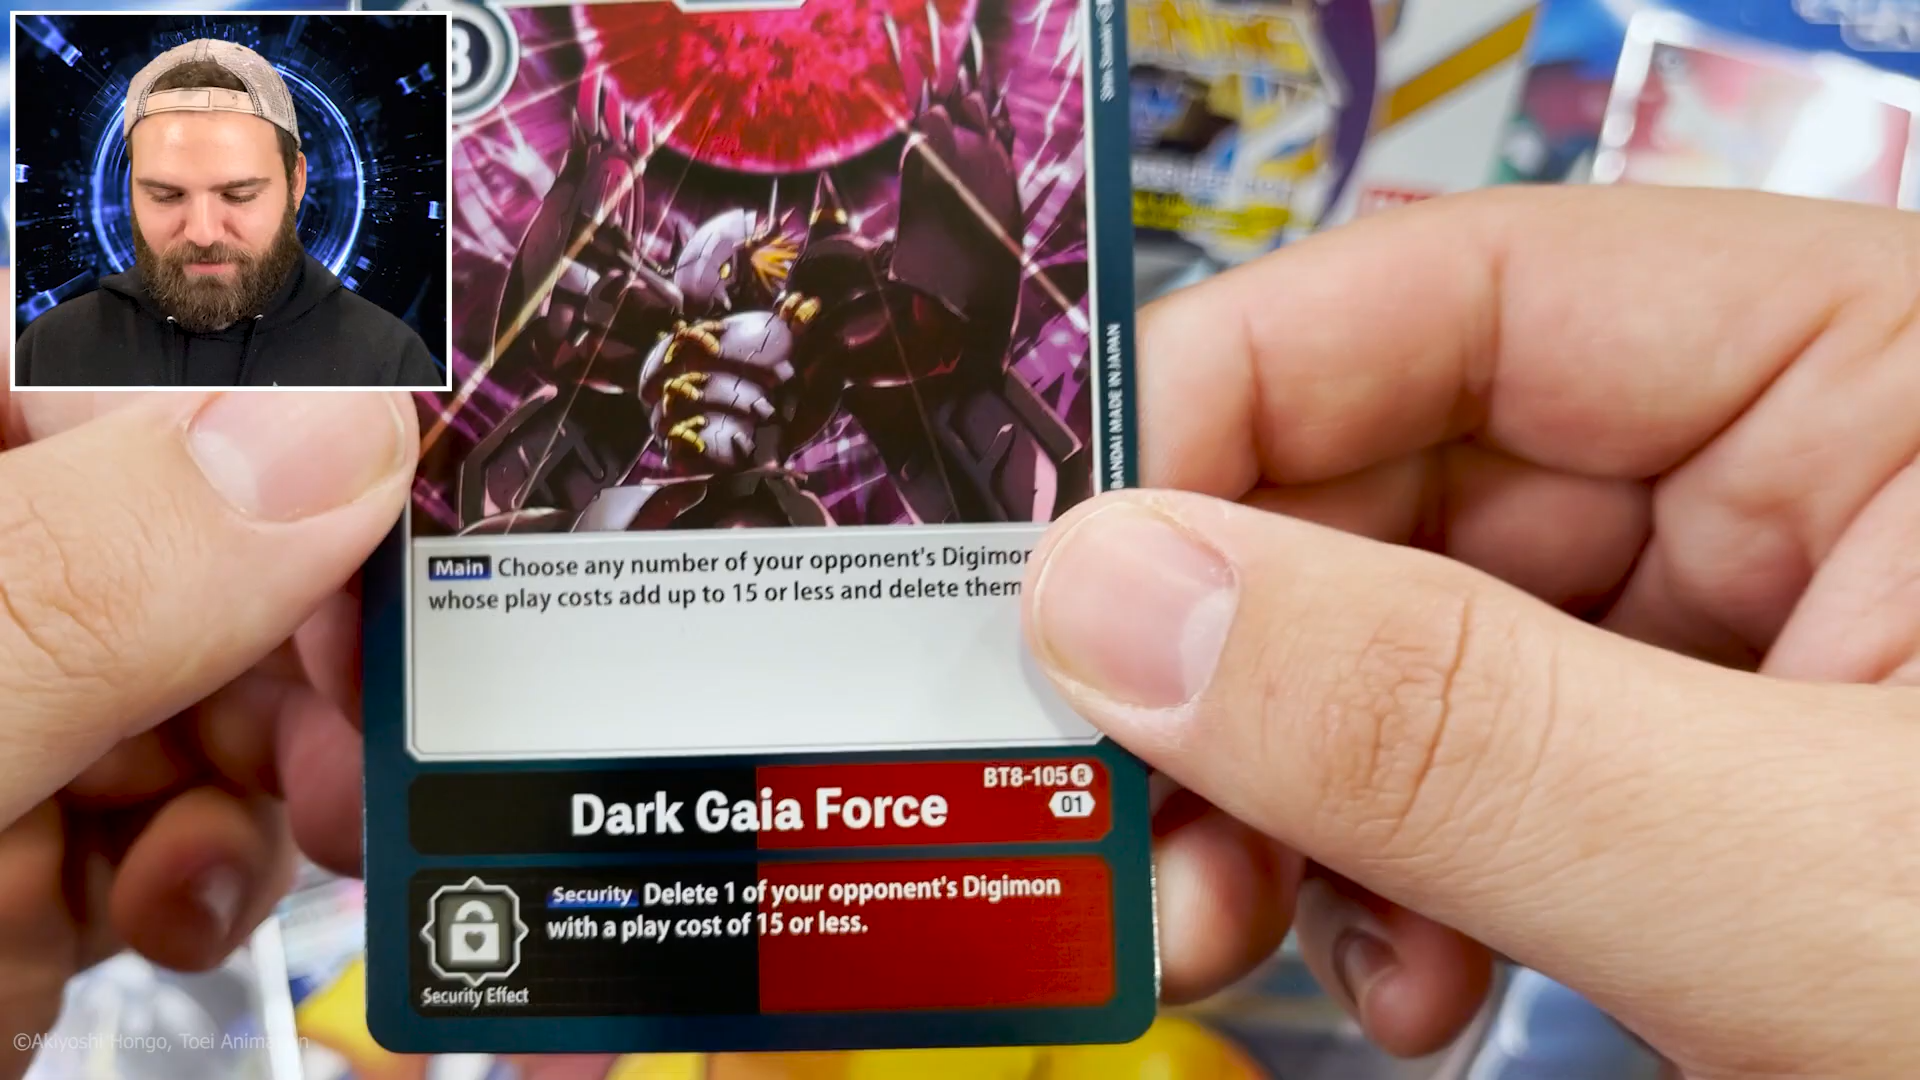 8
BANDAI MADE IN JAPAN
Main Choose any number of your opponent's Digimon
whose play costs add up to 15 or less and delete them
BT8-105 R
01
Dark Gaia Force
Security Delete 1 of your opponent's Digimon
with a play cost of 15 or less.
Security Effect
©Akiyoshi Hongo, Toei Animation